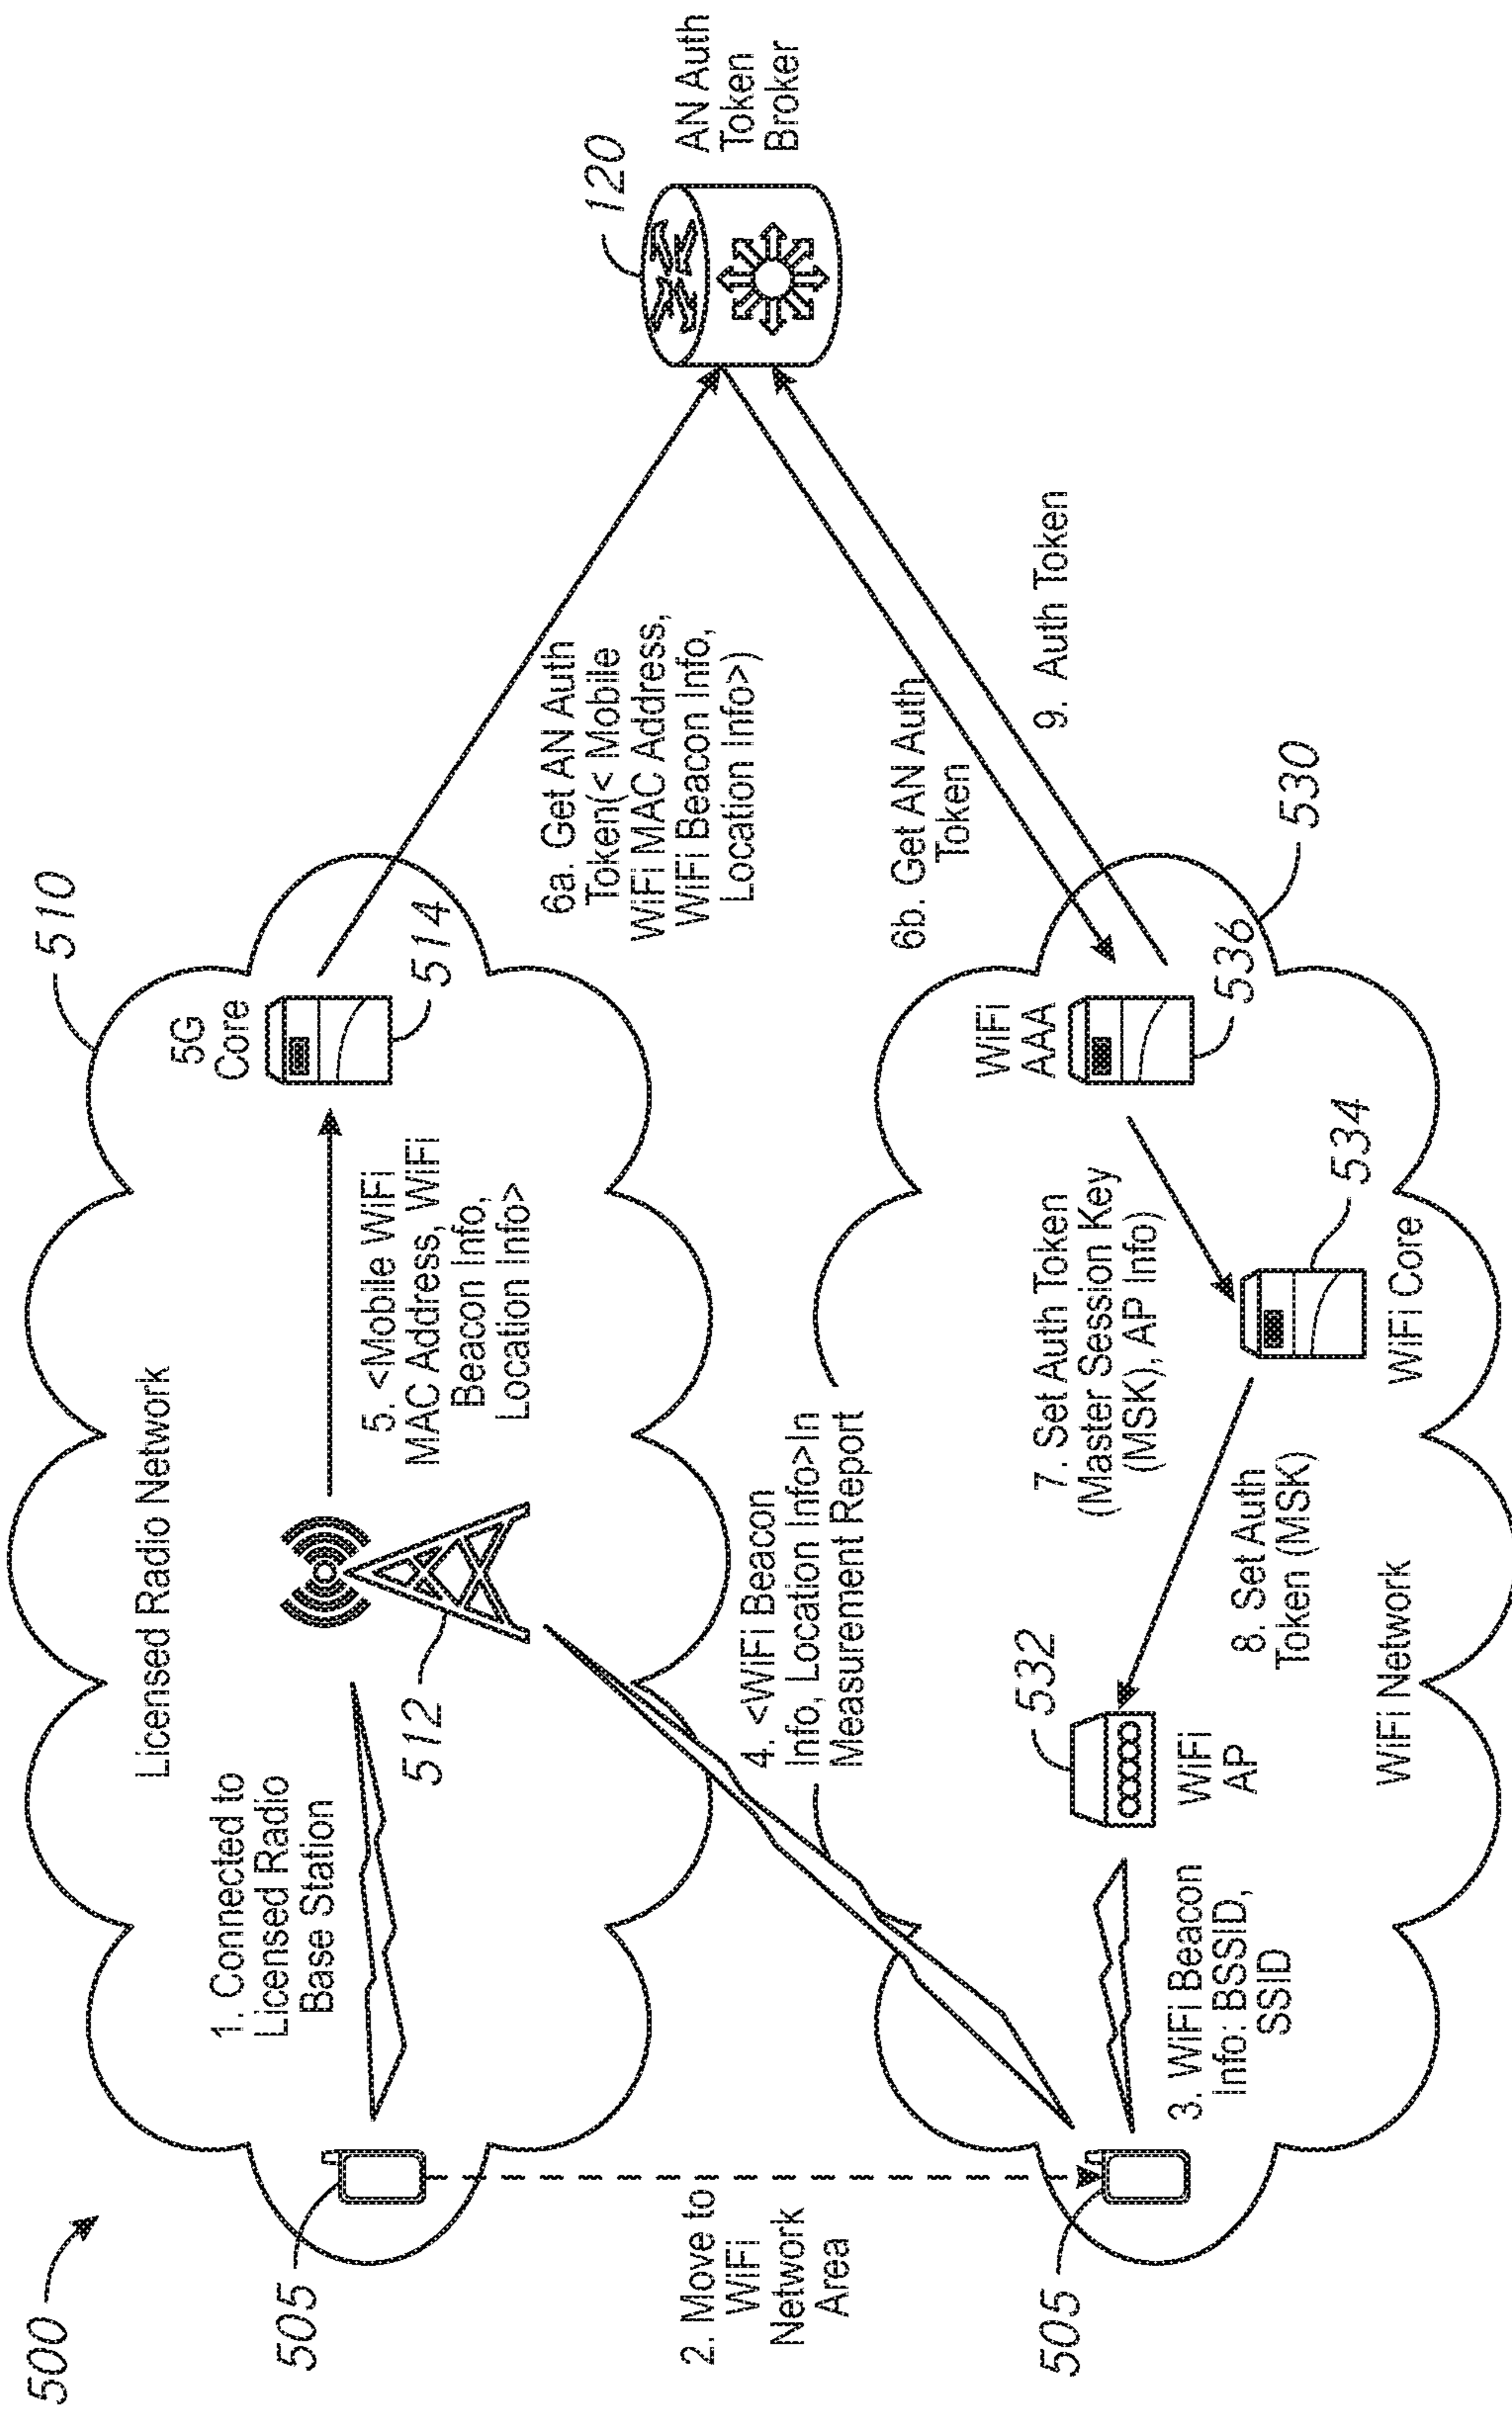 500
505
1. Connected to
Licensed Radio
Base Station
Licensed Radio Network
510
512
5. <Mobile WiFi
MAC Address, WiFi
Beacon Info,
Location Info>
5G
Core
514
6a. Get AN Auth
Token(< Mobile
WiFi MAC Address,
WiFi Beacon Info,
Location Info>)
120
AN Auth
Token
Broker
2. Move to
WiFi
Network
Area
4. <WiFi Beacon
Info, Location Info>In
Measurement Report
6b. Get AN Auth
Token
9. Auth Token
505
3. WiFi Beacon
info: BSSID,
SSID
532
WiFi
AP
8. Set Auth
Token (MSK)
7. Set Auth Token
(Master Session Key
(MSK), AP Info)
534
WiFi Core
WiFi
AAA
536
530
WiFi Network